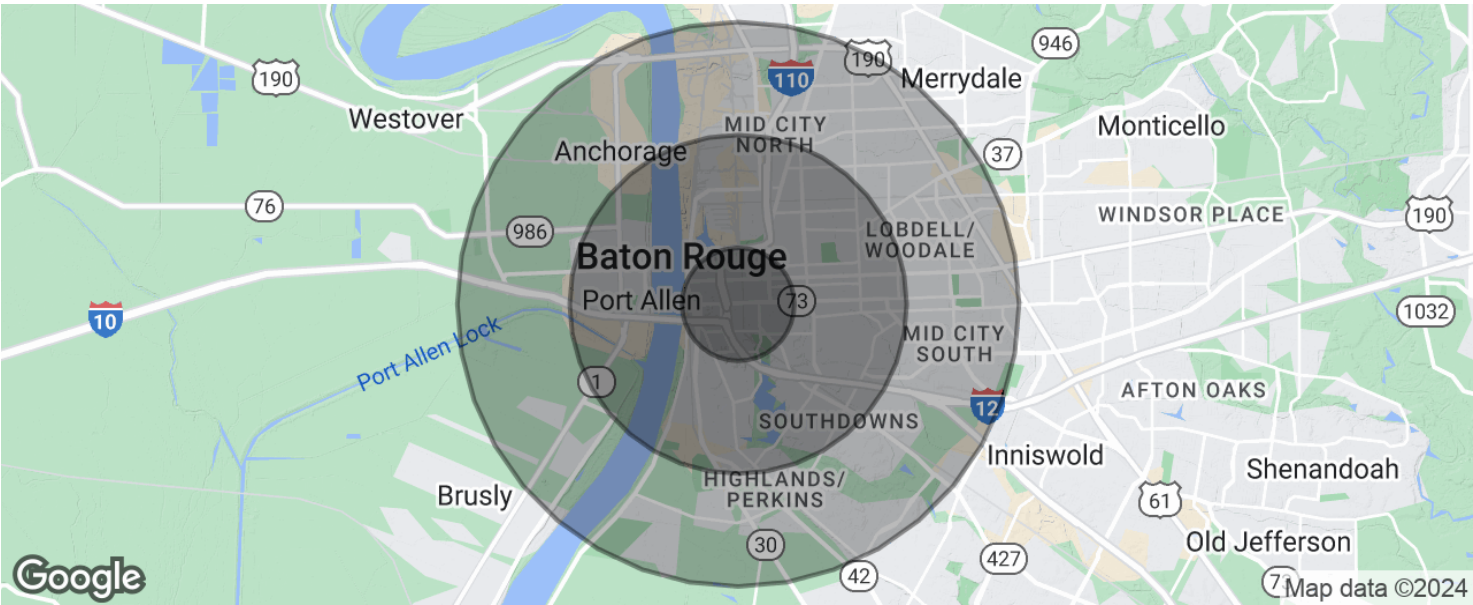 946
190
190
110
Merrydale
Westover
MID CITY
NORTH
Monticello
Anchorage
37
76
986
WINDSOR PLACE
190
LOBDELL/
WOODALE
Baton Rouge
Port Allen
73
10
1032
Port Allen Lock
MID CITY
SOUTH
1
AFTON OAKS
12
SOUTHDOWNS
Inniswold
Shenandoah
HIGHLANDS/
PERKINS
Brusly
61
30
Old Jefferson
427
42
Google
73
Map data ©2024